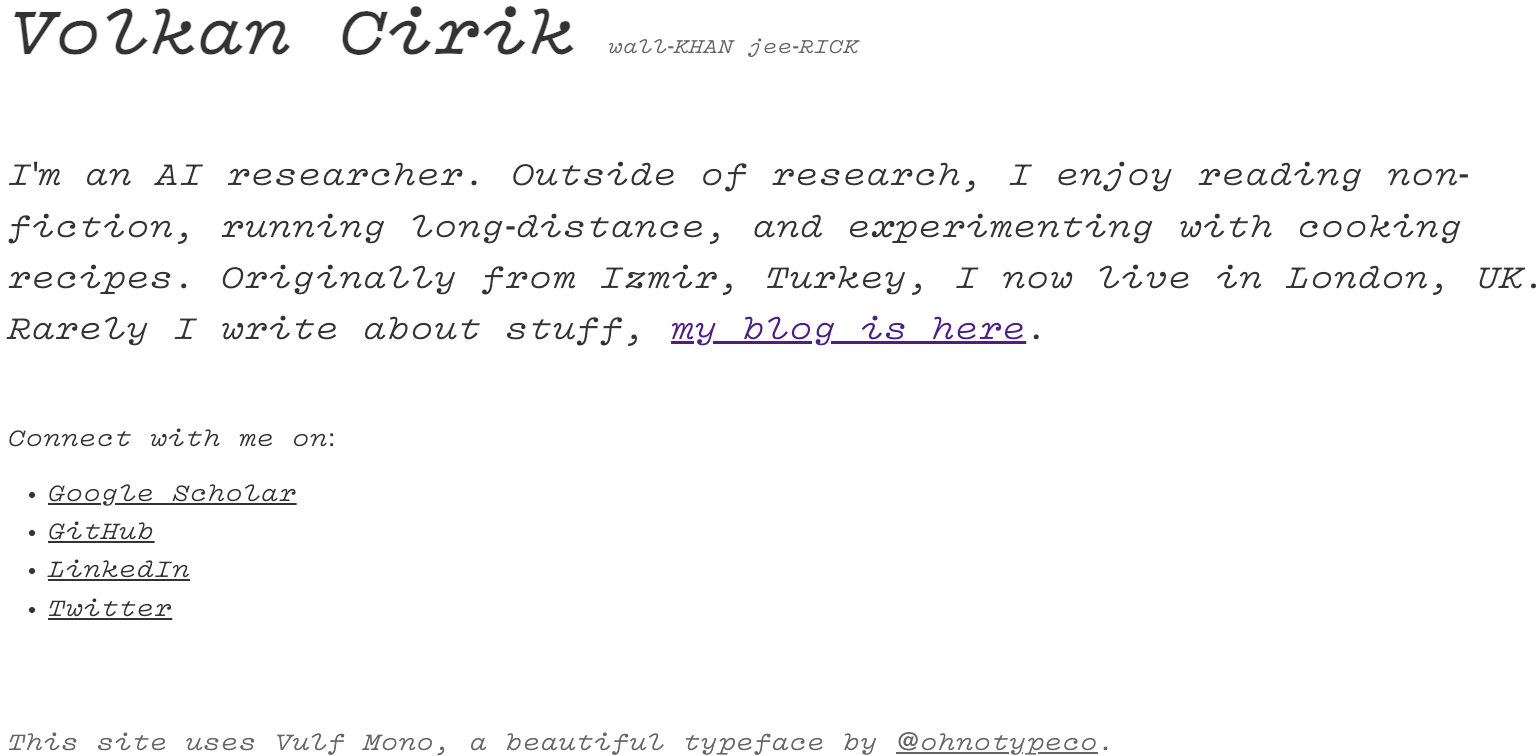 Volkan Cirik wall-KHAN jee-RICK
I'm an AI researcher. Outside of research, I enjoy reading non-
fiction, running long-distance, and experimenting with cooking
recipes. Originally from Izmir, Turkey, I now live in London, UK.
Rarely I write about stuff, my blog is here.
Connect with me on:
• Google Scholar
• GitHub
• LinkedIn
• Twitter
This site uses Vulf Mono, a beautiful typeface by @ohnotypeco.